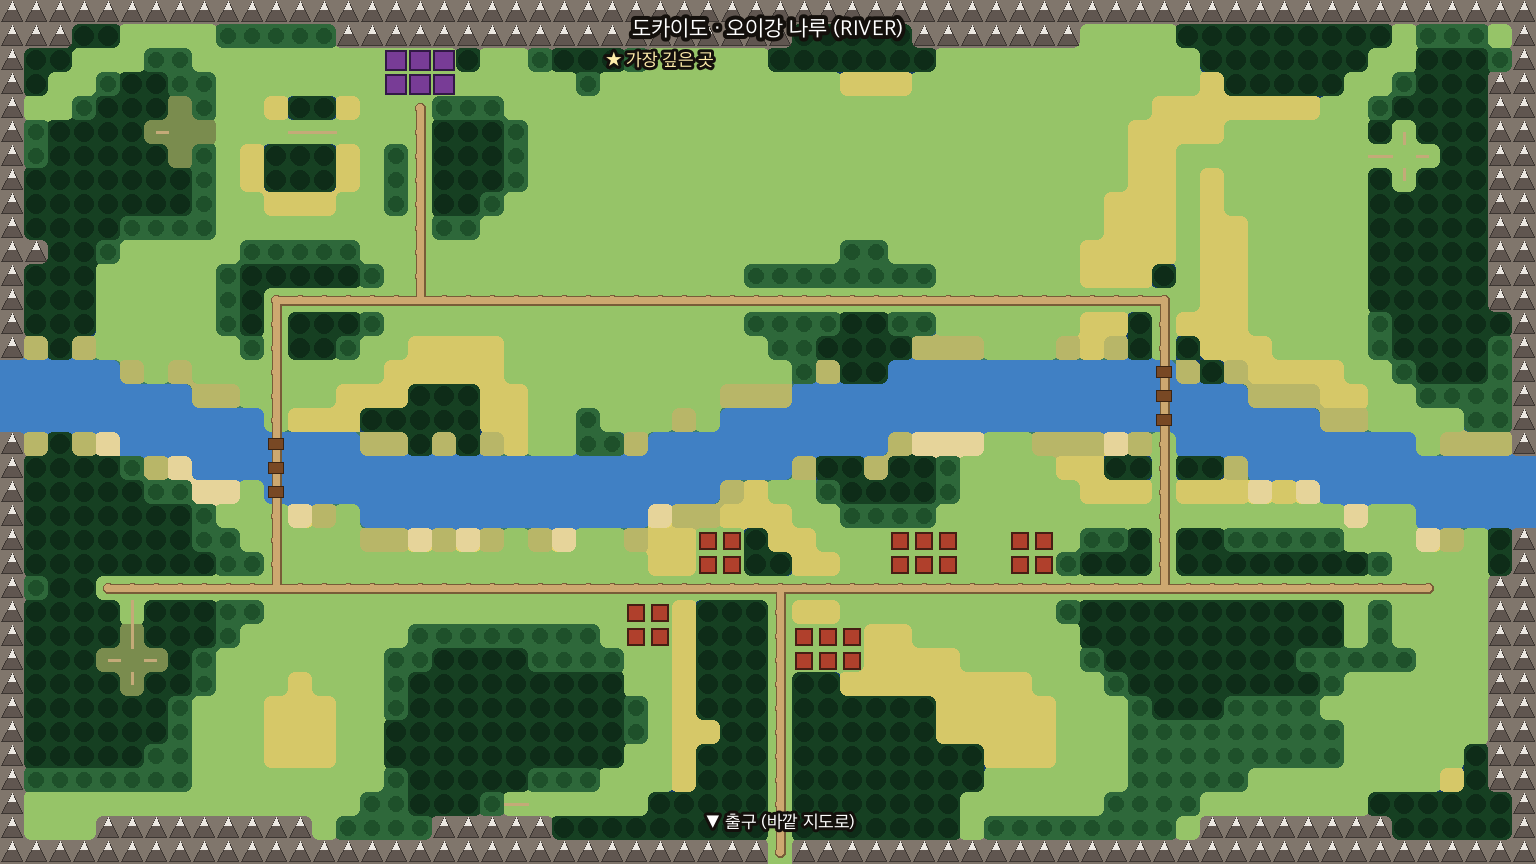 도카이도 · 오이강 나루 (RIVER)
★ 가장 깊은 곳
▼ 출구 (바깥 지도로)